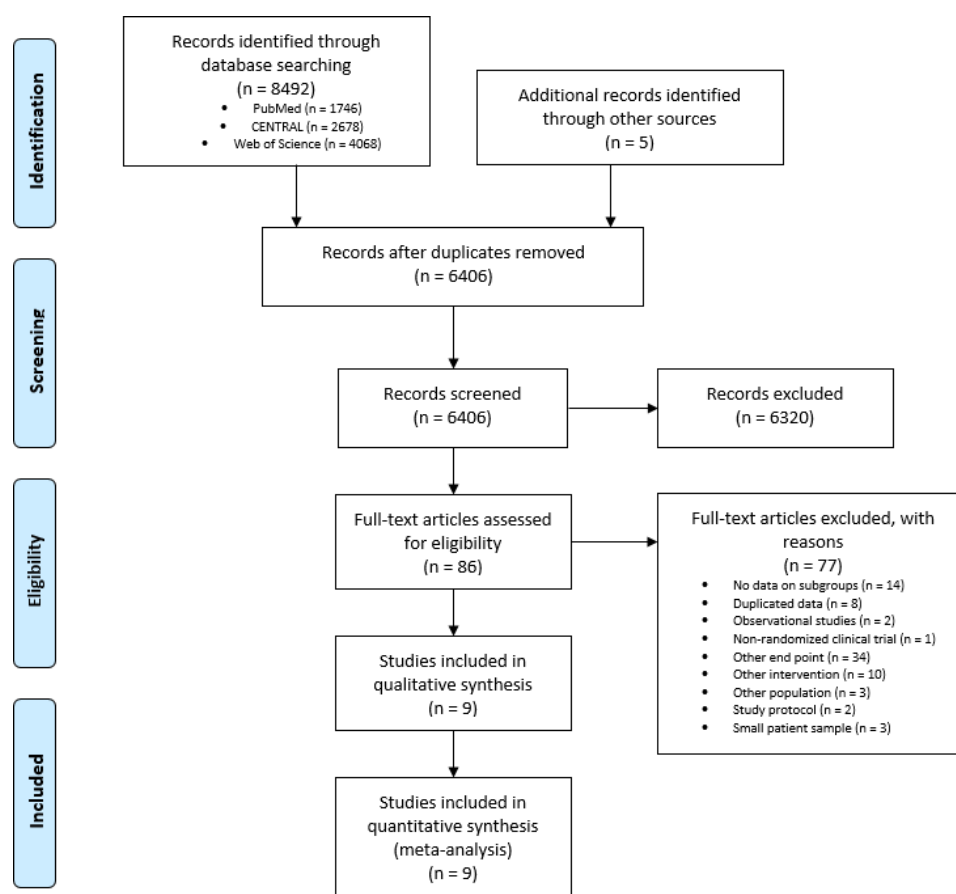 Identification
Records identified through
database searching
(n = 8492)
• PubMed (n = 1746)
• CENTRAL (n = 2678)
• Web of Science (n = 4068)
Additional records identified
through other sources
(n = 5)
Records after duplicates removed
(n = 6406)
Screening
Records screened
(n = 6406)
Records excluded
(n = 6320)
Eligibility
Full-text articles assessed
for eligibility
(n = 86)
Full-text articles excluded, with
reasons
(n = 77)
• No data on subgroups (n = 14)
• Duplicated data (n = 8)
• Observational studies (n = 2)
• Non-randomized clinical trial (n = 1)
• Other end point (n = 34)
• Other intervention (n = 10)
• Other population (n = 3)
• Study protocol (n = 2)
• Small patient sample (n = 3)
Studies included in
qualitative synthesis
(n = 9)
Included
Studies included in
quantitative synthesis
(meta-analysis)
(n = 9)